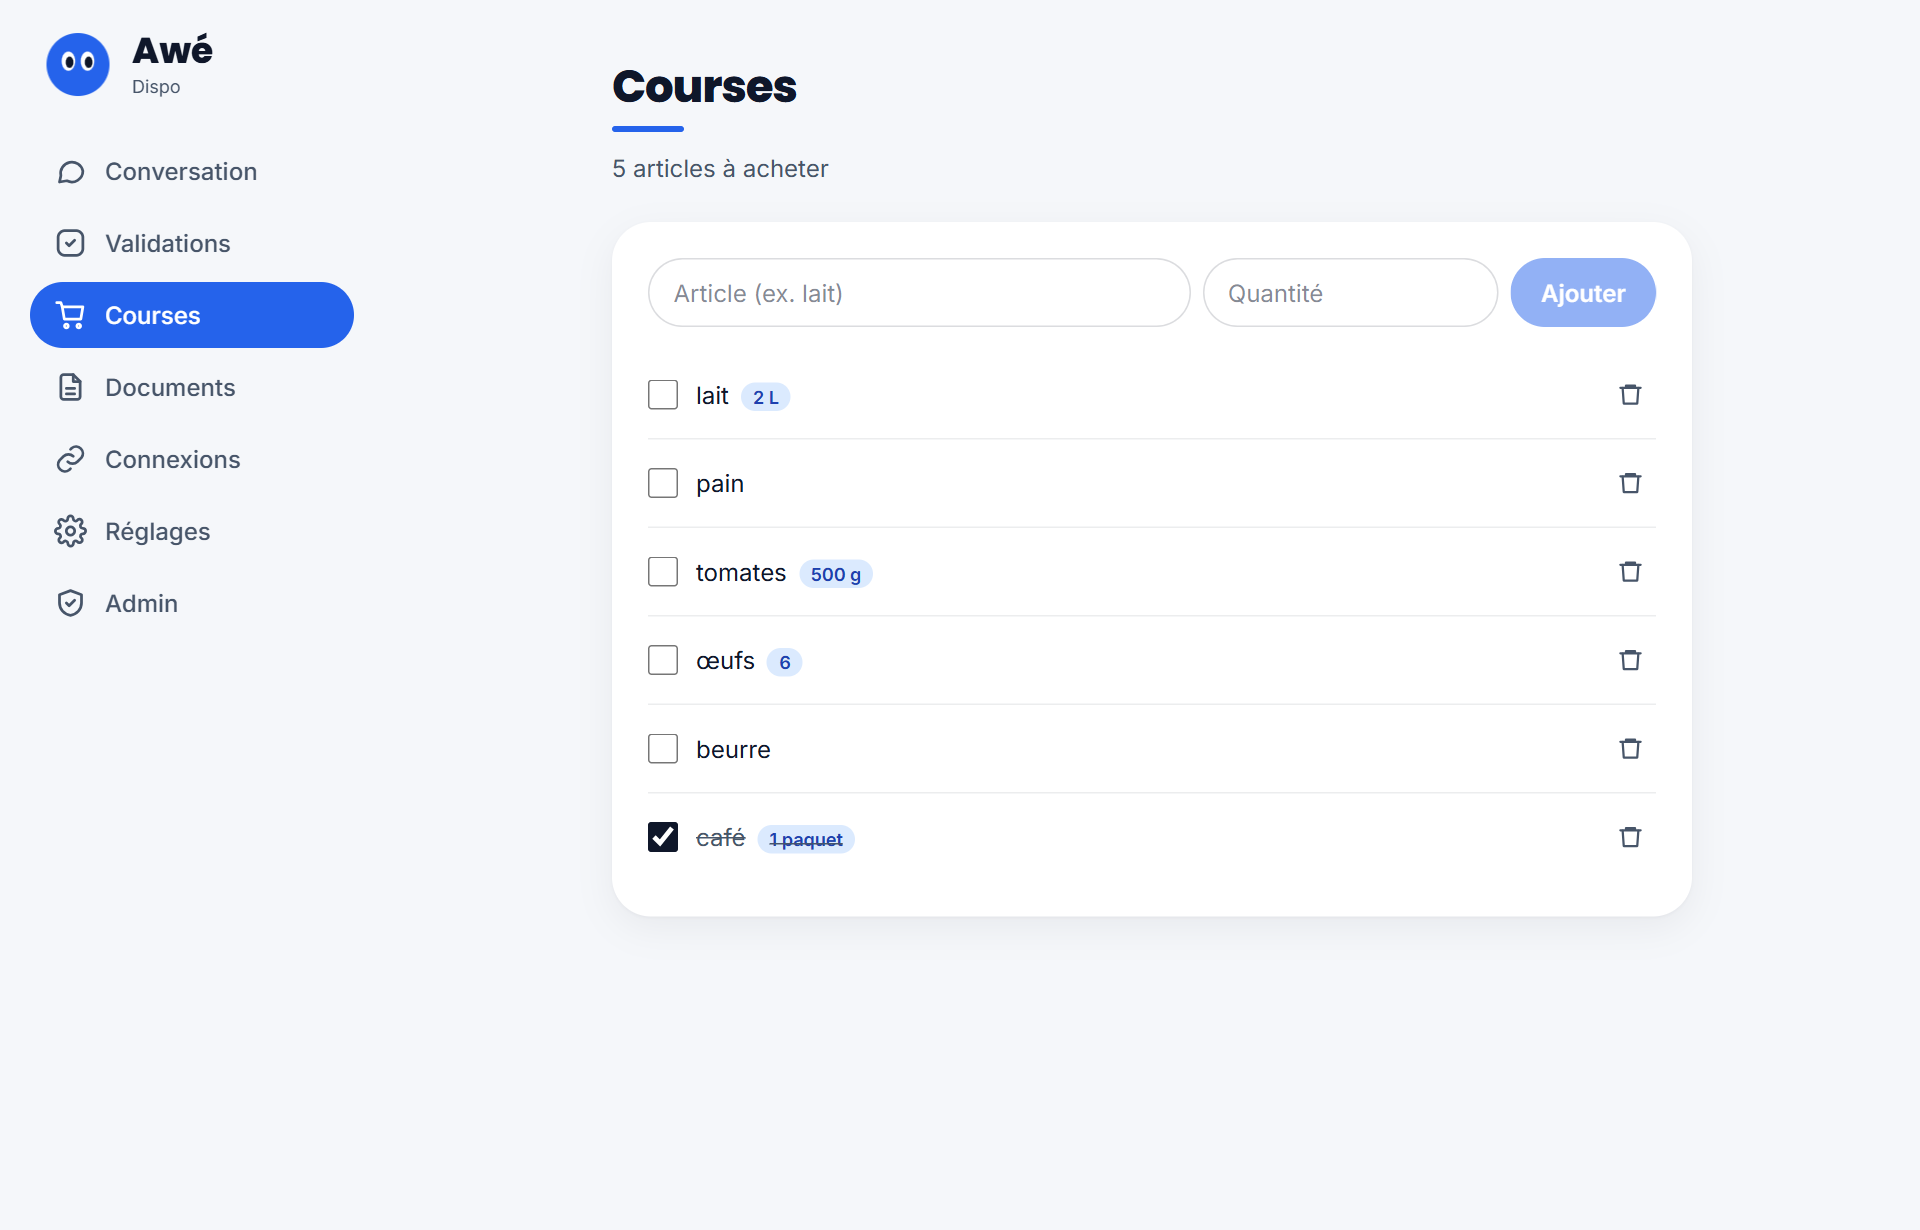 Awé
Dispo
Conversation
Validations
Courses
Documents
Connexions
Réglages
Admin
Courses
5 articles à acheter
Article (ex. lait) Quantité Ajouter
lait 2 L
pain
tomates 500 g
œufs 6
beurre
café 1 paquet